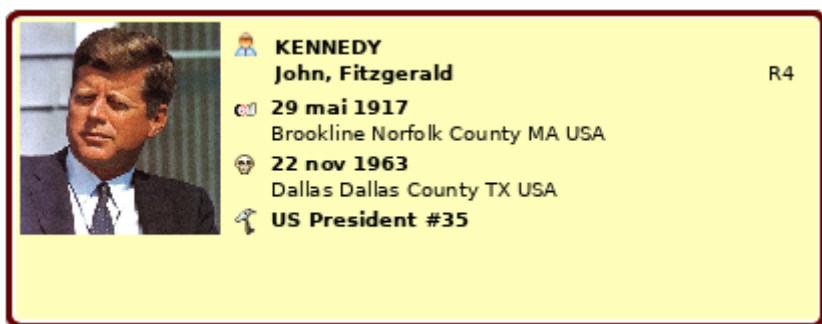 KENNEDY
John, Fitzgerald R4
29 mai 1917
Brookline Norfolk County MA USA
22 nov 1963
Dallas Dallas County TX USA
US President #35